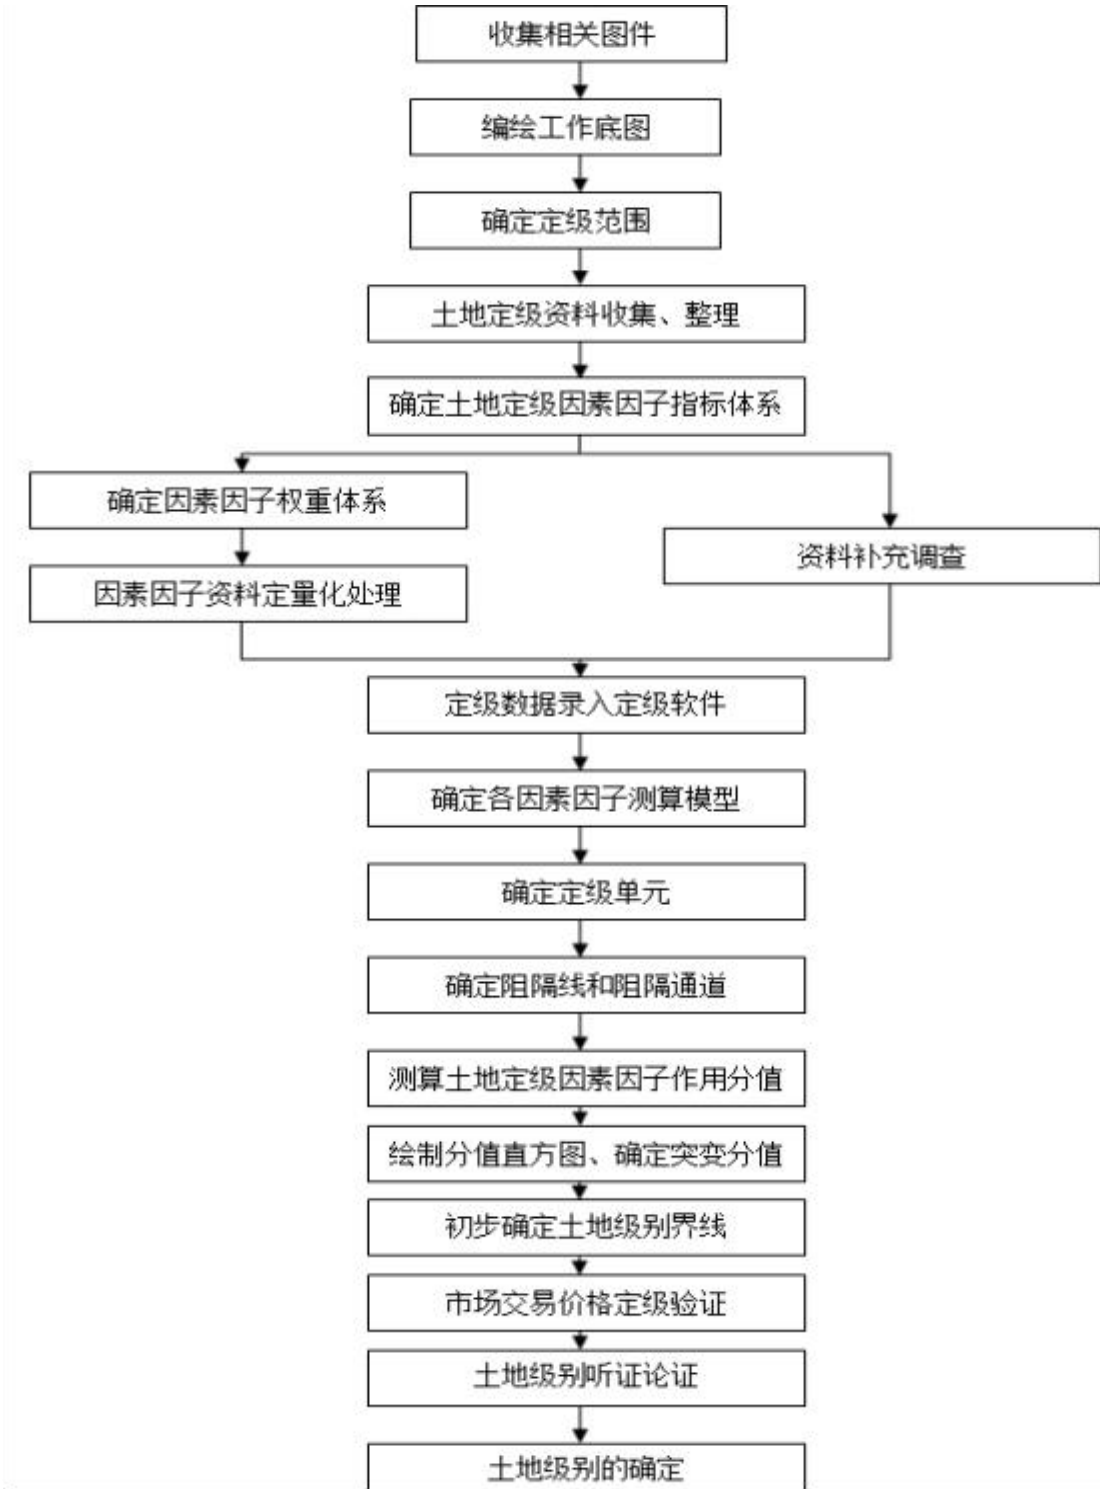 收集相关图件
编绘工作底图
确定定级范围
土地定级资料收集、整理
确定土地定级因素因子指标体系
确定因素因子权重体系
资料补充调查
因素因子资料定量化处理
定级数据录入定级软件
确定各因素因子测算模型
确定定级单元
确定阻隔线和阻隔通道
测算土地定级因素因子作用分值
绘制分值直方图、确定突变分值
初步确定土地级别界线
市场交易价格定级验证
土地级别听证论证
土地级别的确定